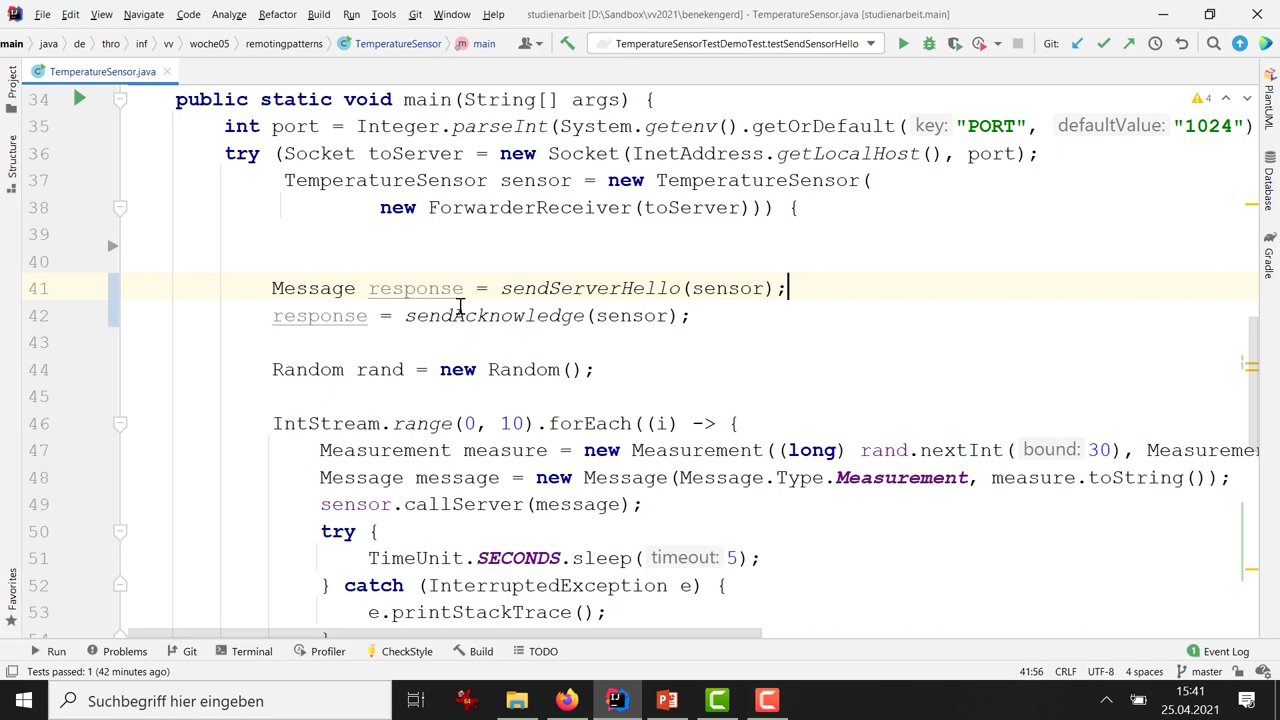 File Edit View Navigate Code Analyze Refactor Build Run Tools Git Window Help studienarbeit [D:\Sandbox\vv2021\benekengerd] - TemperatureSensor.java [studienarbeit.main]
main java de thro inf vv woche05 remotingpatterns TemperatureSensor main TemperatureSensorTestDemoTest.testSendSensorHello Git:
TemperatureSensor.java
Project
Structure
Favorites
PlantUML
Database
Gradle
4
34 public static void main(String[] args) {
35 int port = Integer.parseInt(System.getenv().getOrDefault( key: "PORT", defaultValue: "1024")
36 try (Socket toServer = new Socket(InetAddress.getLocalHost(), port);
37 TemperatureSensor sensor = new TemperatureSensor(
38 new ForwarderReceiver(toServer))) {
39
40
41 Message response = sendServerHello(sensor);
42 response = sendAcknowledge(sensor);
43
44 Random rand = new Random();
45
46 IntStream.range(0, 10).forEach((i) -> {
47 Measurement measure = new Measurement((long) rand.nextInt( bound: 30), Measuremen
48 Message message = new Message(Message.Type.Measurement, measure.toString());
49 sensor.callServer(message);
50 try {
51 TimeUnit.SECONDS.sleep( timeout: 5);
52 } catch (InterruptedException e) {
53 e.printStackTrace();
Run Problems Git Terminal Profiler CheckStyle Build TODO 1 Event Log
Tests passed: 1 (42 minutes ago) 41:56 CRLF UTF-8 4 spaces master
Suchbegriff hier eingeben
15:41
25.04.2021